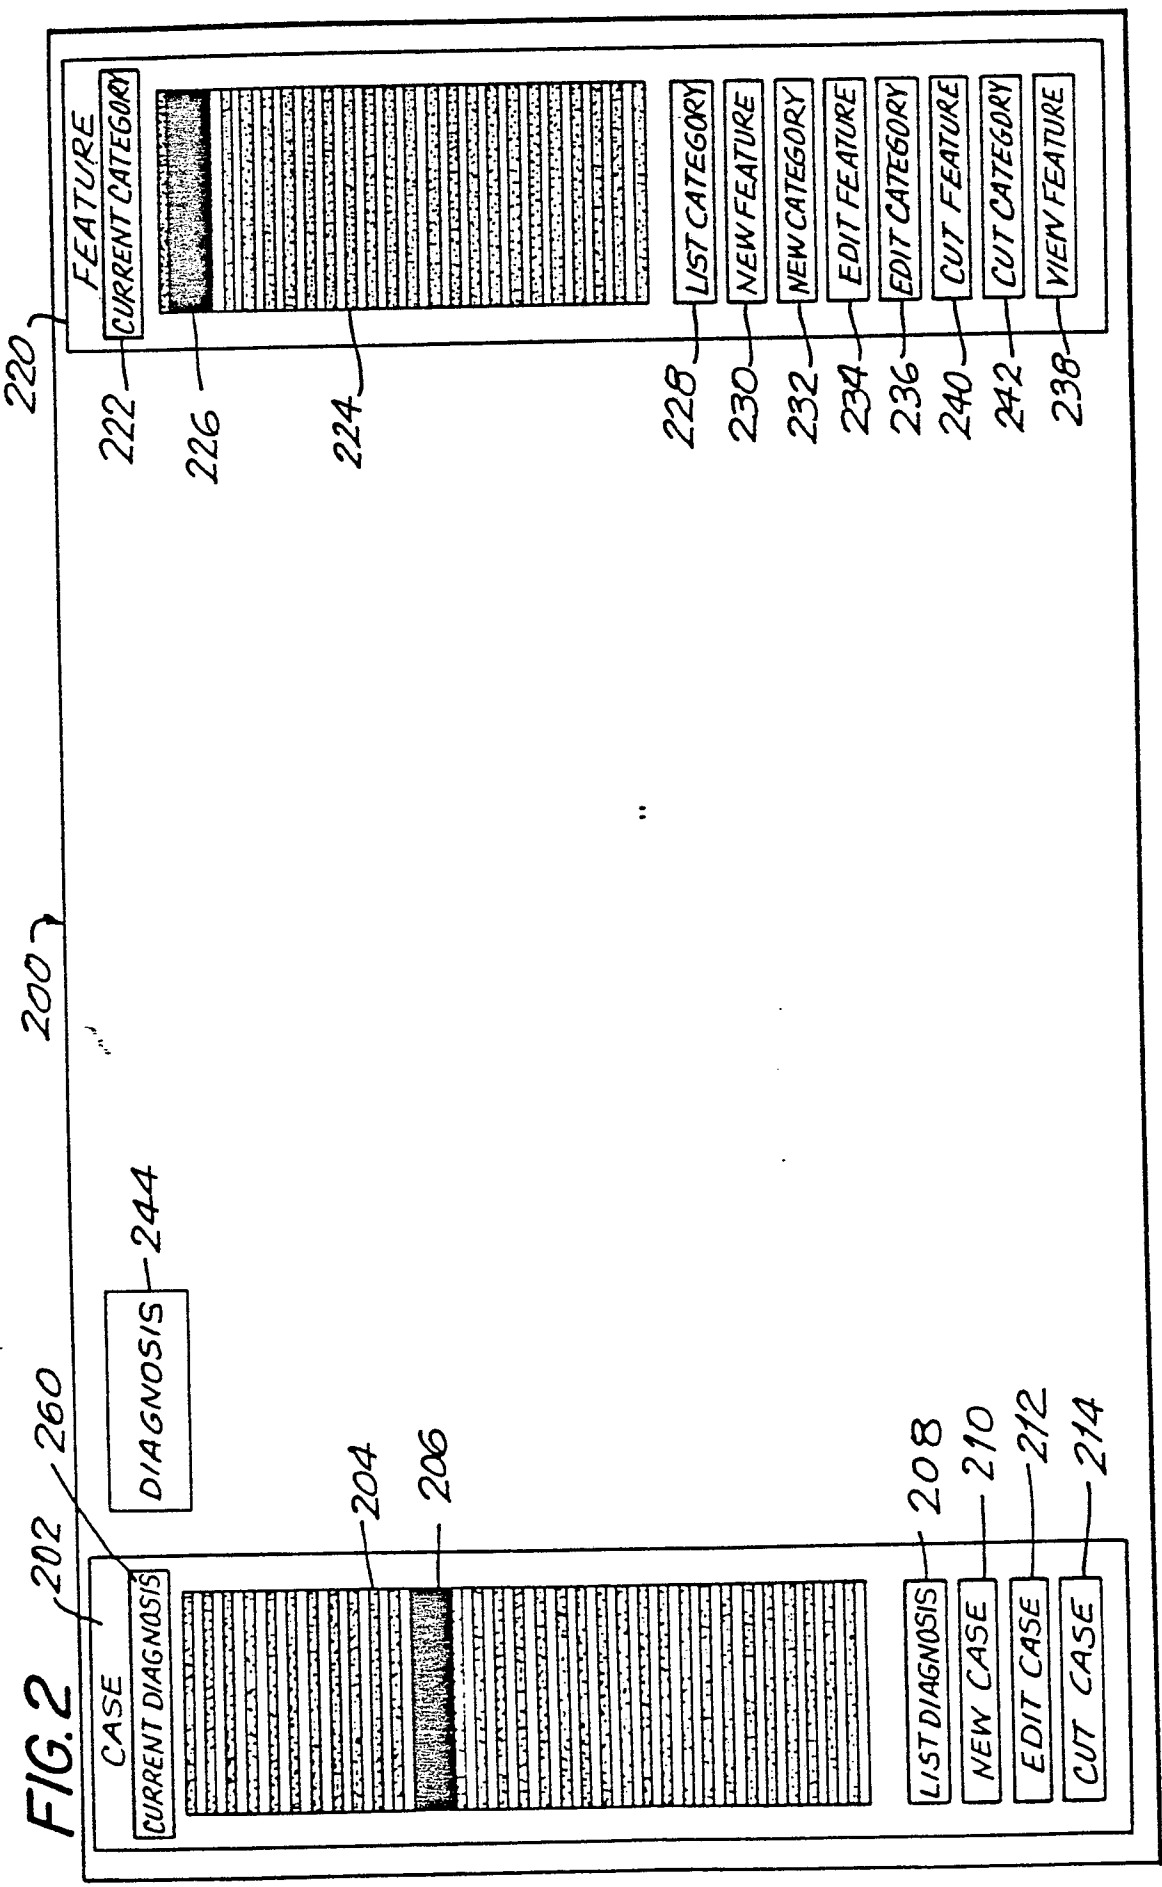 FIG.2
202
260
200
220
CASE
CURRENT DIAGNOSIS
204
206
LIST DIAGNOSIS
208
NEW CASE
210
EDIT CASE
212
CUT CASE
214
DIAGNOSIS
244
FEATURE
CURRENT CATEGORY
222
226
224
LIST CATEGORY
228
NEW FEATURE
230
NEW CATEGORY
232
EDIT FEATURE
234
EDIT CATEGORY
236
CUT FEATURE
240
CUT CATEGORY
242
VIEN FEATURE
238